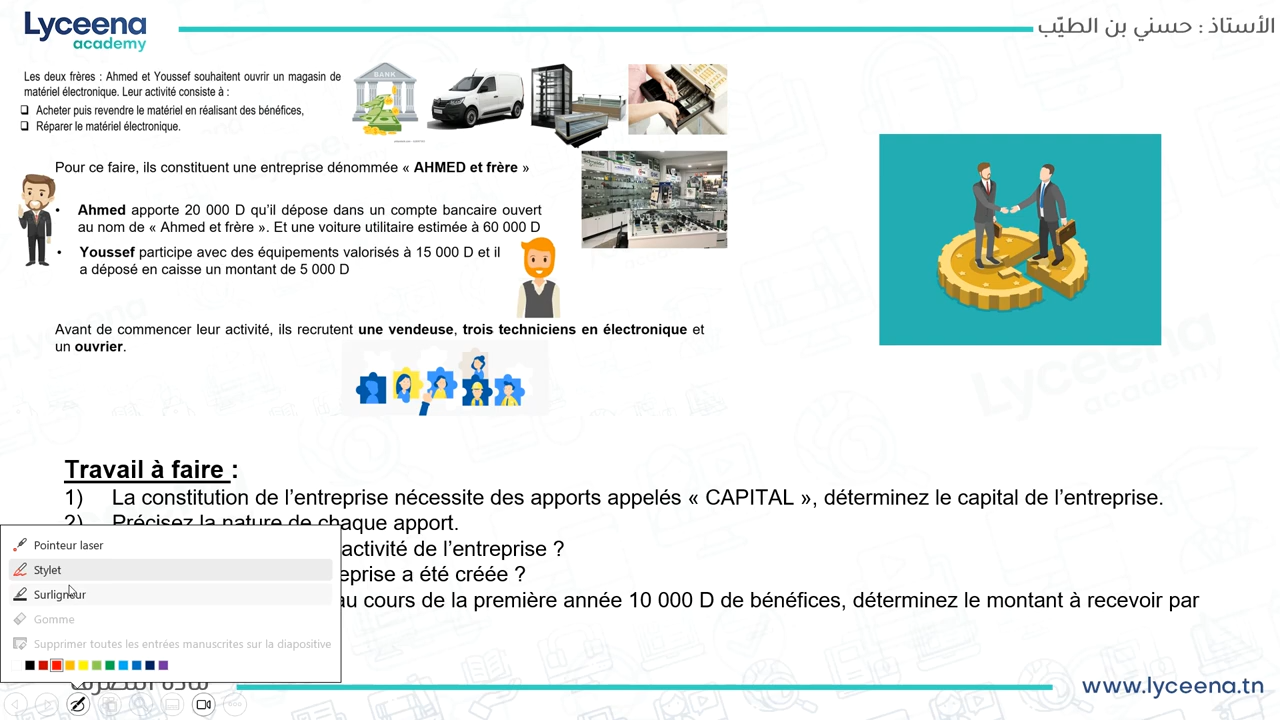 Lyceena
academy
الأستاذ : حسني بن الطيّب
Les deux frères : Ahmed et Youssef souhaitent ouvrir un magasin de
matériel électronique. Leur activité consiste à :
❑ Acheter puis revendre le matériel en réalisant des bénéfices,
❑ Réparer le matériel électronique.
BANK
Pour ce faire, ils constituent une entreprise dénommée « AHMED et frère »
• Ahmed apporte 20 000 D qu'il dépose dans un compte bancaire ouvert
au nom de « Ahmed et frère ». Et une voiture utilitaire estimée à 60 000 D
• Youssef participe avec des équipements valorisés à 15 000 D et il
a déposé en caisse un montant de 5 000 D
Avant de commencer leur activité, ils recrutent une vendeuse, trois techniciens en électronique et
un ouvrier.
Travail à faire :
1) La constitution de l'entreprise nécessite des apports appelés « CAPITAL », déterminez le capital de l'entreprise.
2) Précisez la nature de chaque apport.
activité de l'entreprise ?
eprise a été créée ?
au cours de la première année 10 000 D de bénéfices, déterminez le montant à recevoir par
Pointeur laser
Stylet
Surligneur
Gomme
Supprimer toutes les entrées manuscrites sur la diapositive
www.lyceena.tn